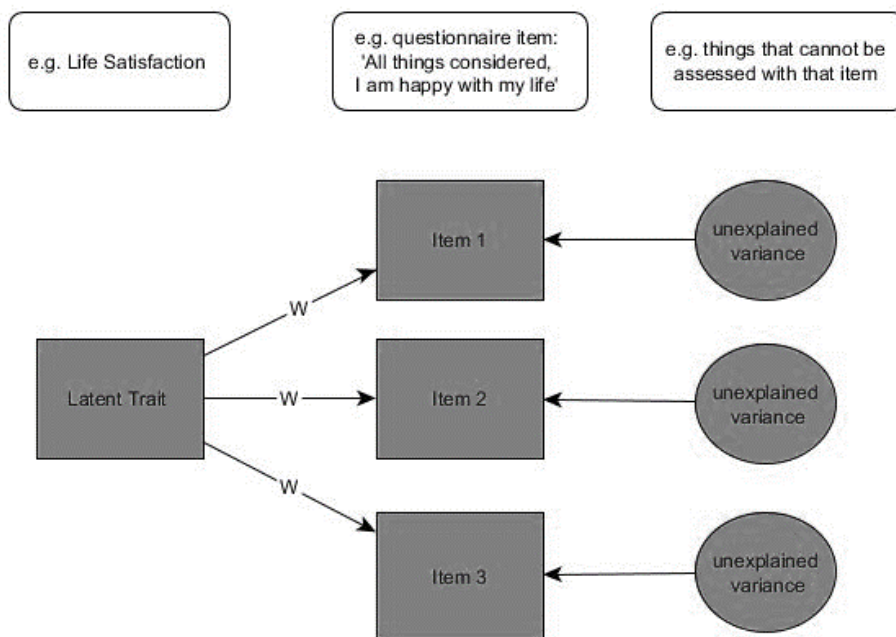 e.g. Life Satisfaction
e.g. questionnaire item:
'All things considered,
I am happy with my life'
e.g. things that cannot be
assessed with that item
Item 1
unexplained
variance
W
Latent Trait
W
Item 2
unexplained
variance
W
Item 3
unexplained
variance